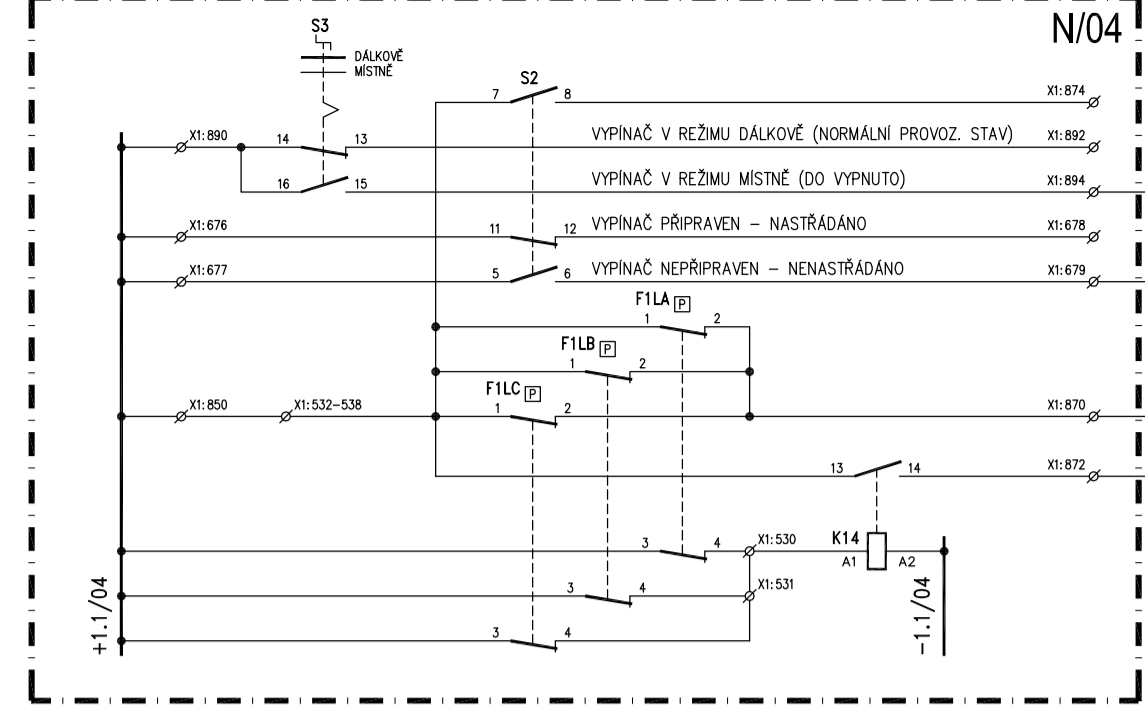 N/04
S3
DÁLKOVĚ
MÍSTNĚ
S2
7 8 X1:874
X1:890 14 13 VYPÍNAČ V REŽIMU DÁLKOVĚ (NORMÁLNÍ PROVOZ. STAV) X1:892
16 15 VYPÍNAČ V REŽIMU MÍSTNĚ (DO VYPNUTO) X1:894
X1:676 11 12 VYPÍNAČ PŘIPRAVEN – NASTŘÁDÁNO X1:678
X1:677 5 6 VYPÍNAČ NEPŘIPRAVEN – NENASTŘÁDÁNO X1:679
F1LA P
1 2
F1LB P
1 2
F1LC P
X1:850 X1:532-538 1 2 X1:870
13 14 X1:872
3 4 X1:530 K14
A1 A2
3 4 X1:531
3 4
+1.1/04
-1.1/04